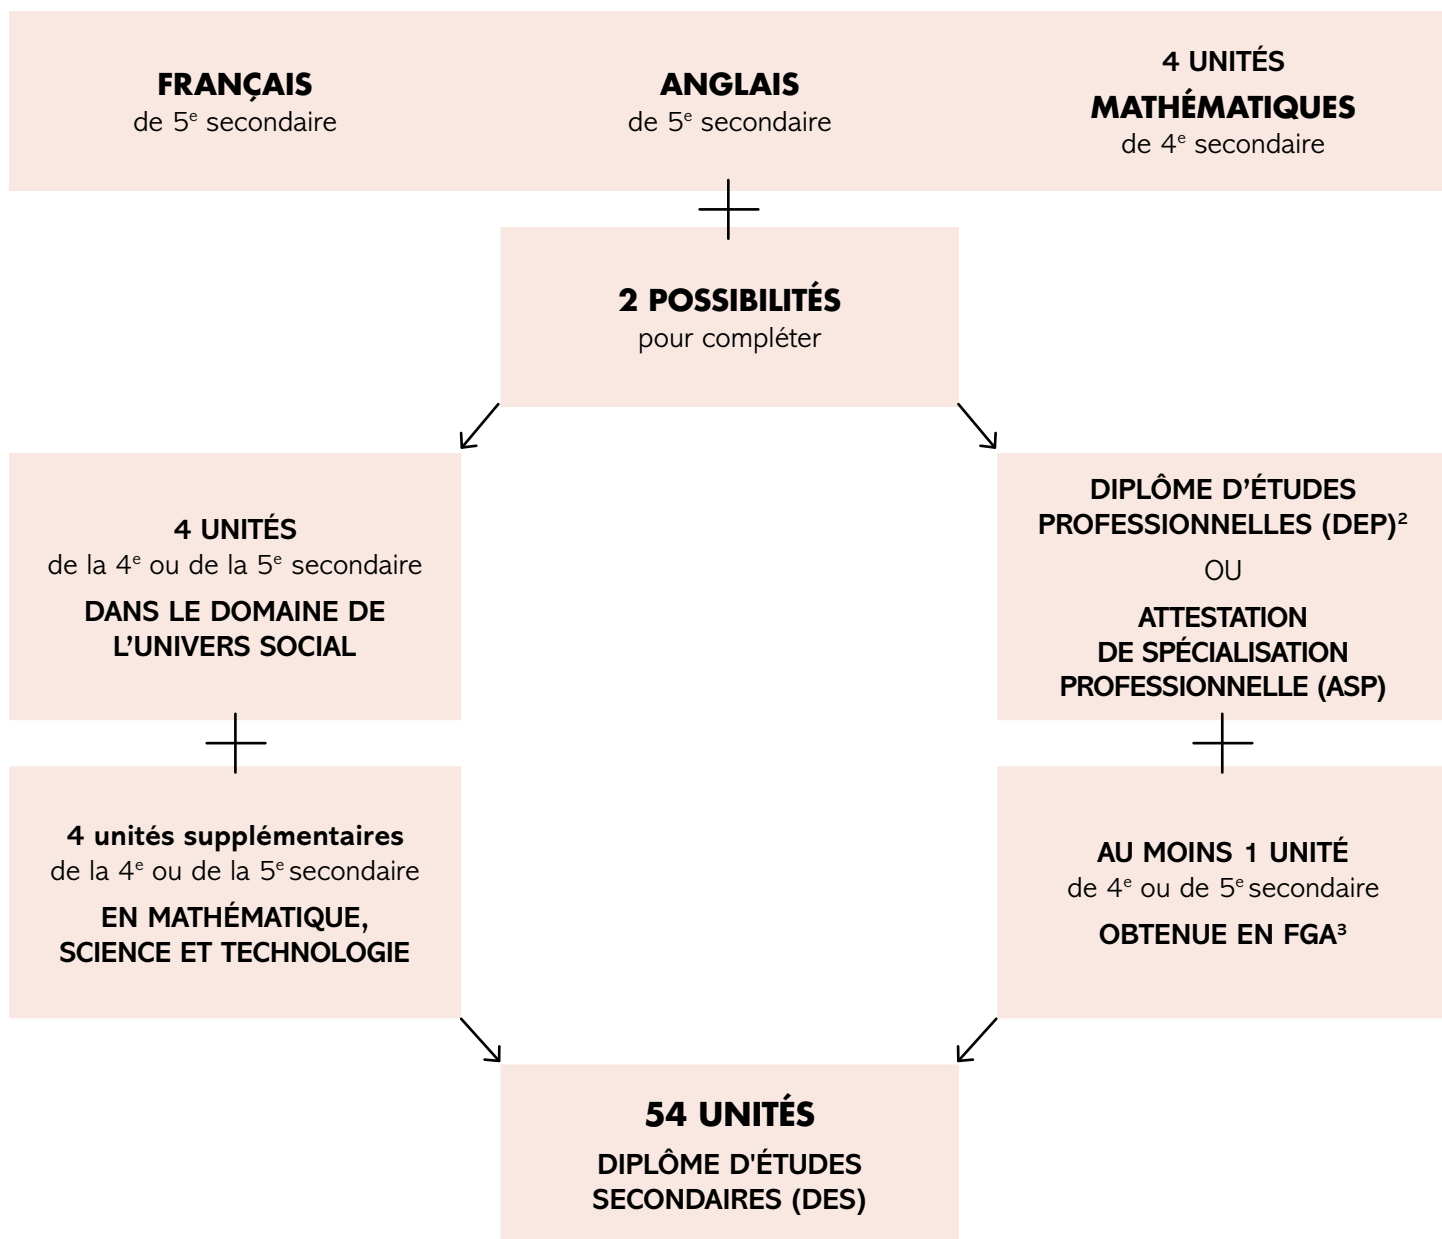 FRANÇAIS
de 5e secondaire
ANGLAIS
de 5e secondaire
4 UNITÉS
MATHÉMATIQUES
de 4e secondaire
2 POSSIBILITÉS
pour compléter
4 UNITÉS
de la 4e ou de la 5e secondaire
DANS LE DOMAINE DE
L’UNIVERS SOCIAL
4 unités supplémentaires
de la 4e ou de la 5e secondaire
EN MATHÉMATIQUE,
SCIENCE ET TECHNOLOGIE
DIPLÔME D’ÉTUDES
PROFESSIONNELLES (DEP)²
OU
ATTESTATION
DE SPÉCIALISATION
PROFESSIONNELLE (ASP)
AU MOINS 1 UNITÉ
de 4e ou de 5e secondaire
OBTENUE EN FGA³
54 UNITÉS
DIPLÔME D'ÉTUDES
SECONDAIRES (DES)